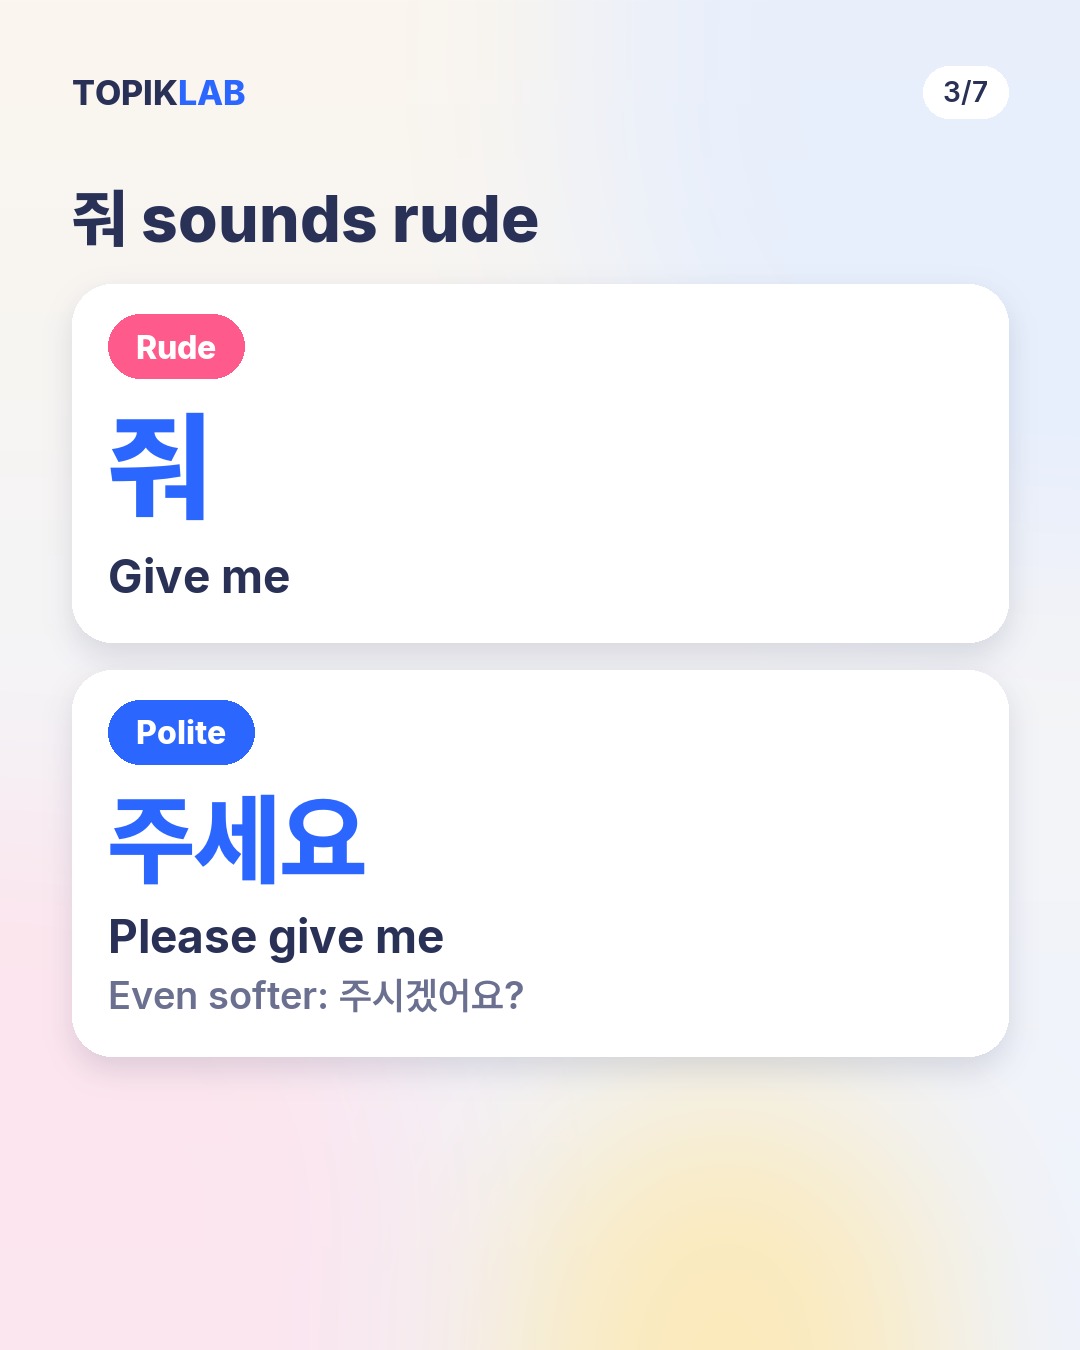 TOPIKLAB
3/7
줘 sounds rude
Rude
줘
Give me
Polite
주세요
Please give me
Even softer: 주시겠어요?